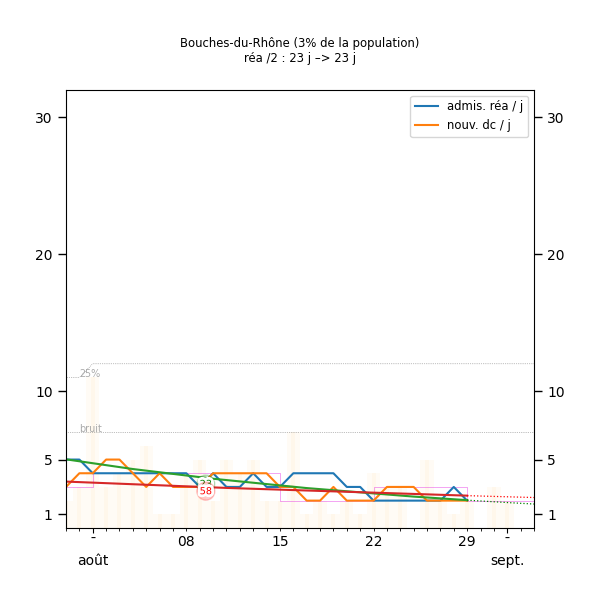 Bouches-du-Rhône (3% de la population)
réa /2 : 23 j –> 23 j
admis. réa / j
nouv. dc / j
30
30
20
20
25%
10
10
bruit
5
5
23
58
1
1
- 08 15 22 29 -
août sept.